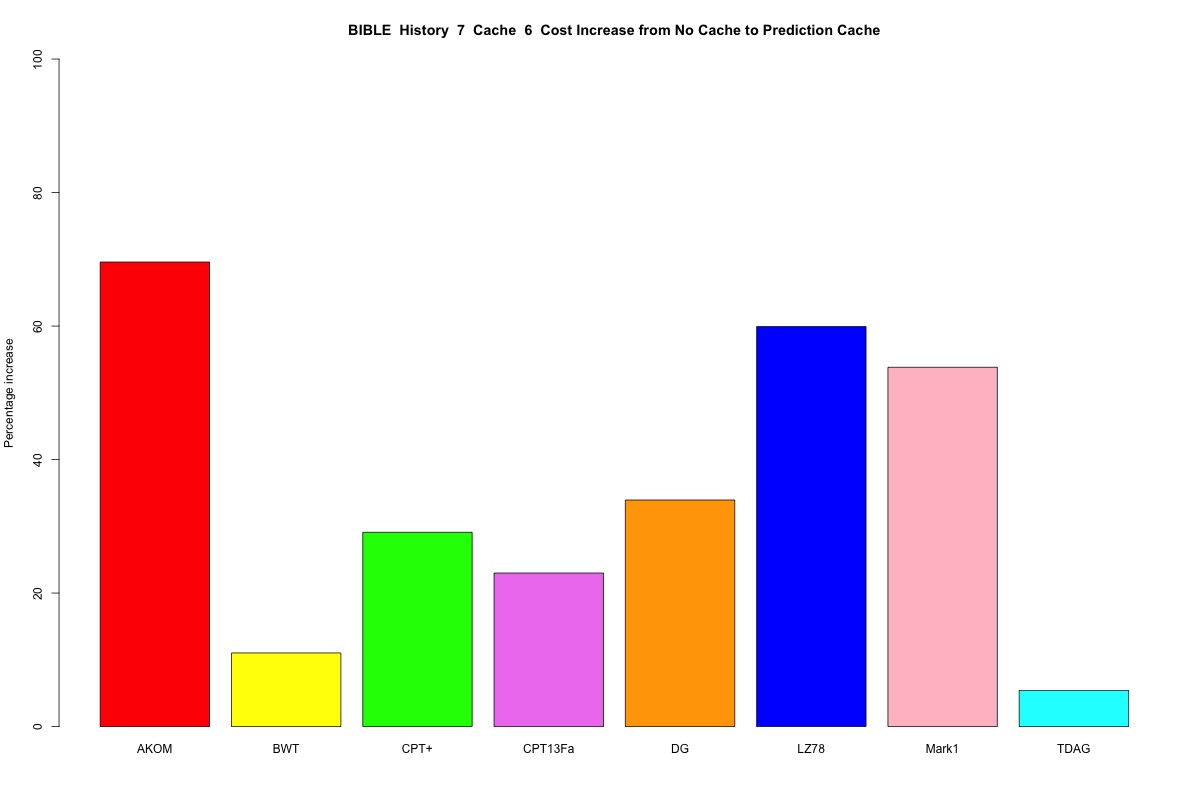 BIBLE  History  7  Cache  6  Cost Increase from No Cache to Prediction Cache
Percentage increase
100
80
60
40
20
0
AKOM BWT CPT+ CPT13Fa DG LZ78 Mark1 TDAG